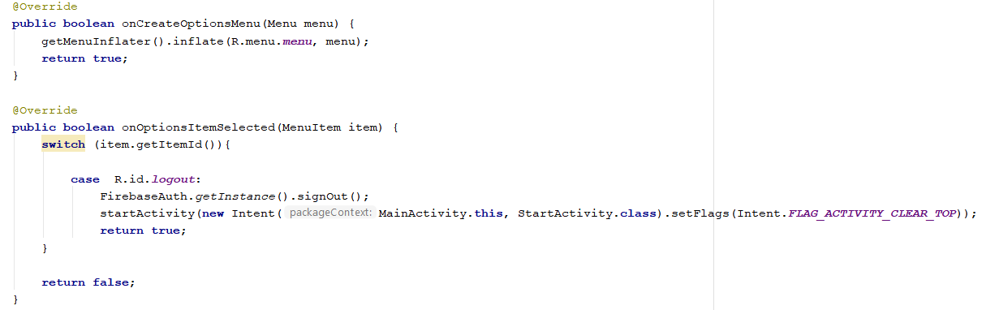 @Override
public boolean onCreateOptionsMenu(Menu menu) {
getMenuInflater().inflate(R.menu.menu, menu);
return true;
}
@Override
public boolean onOptionsItemSelected(MenuItem item) {
switch (item.getItemId()){
case R.id.logout:
FirebaseAuth.getInstance().signOut();
startActivity(new Intent( packageContext: MainActivity.this, StartActivity.class).setFlags(Intent.FLAG_ACTIVITY_CLEAR_TOP));
return true;
}
return false;
}